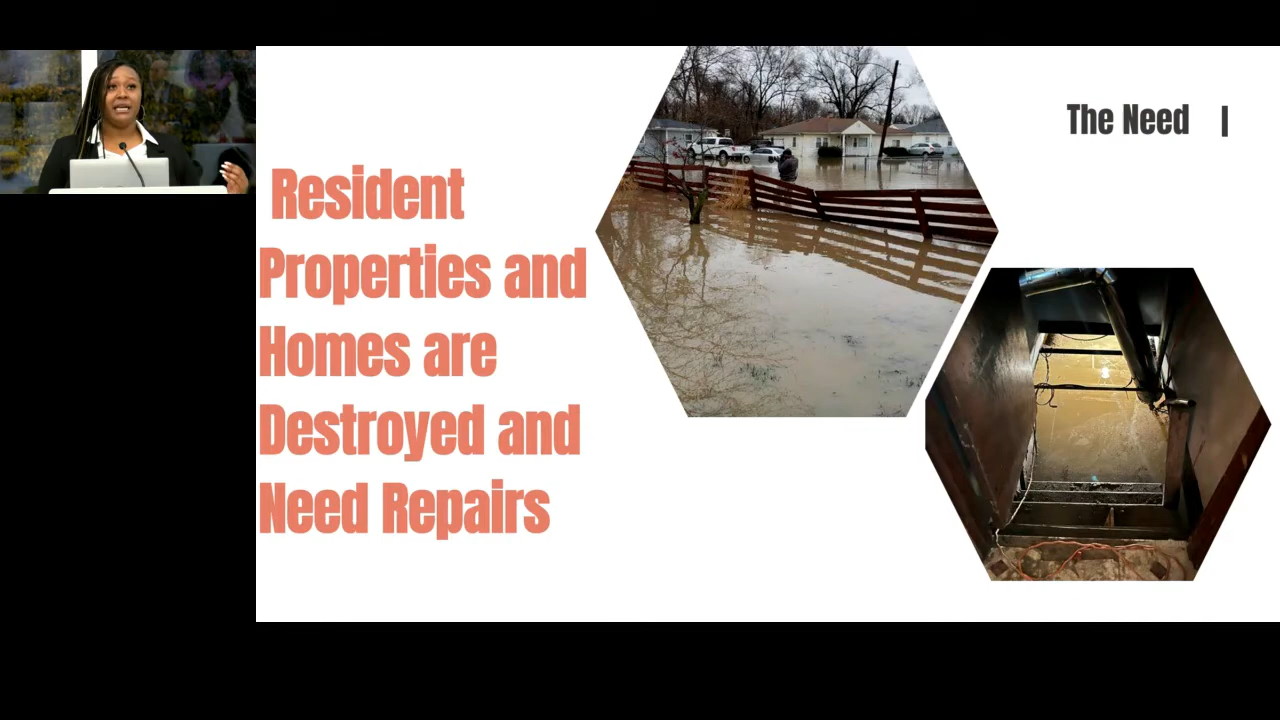 The Need |
Resident
Properties and
Homes are
Destroyed and
Need Repairs